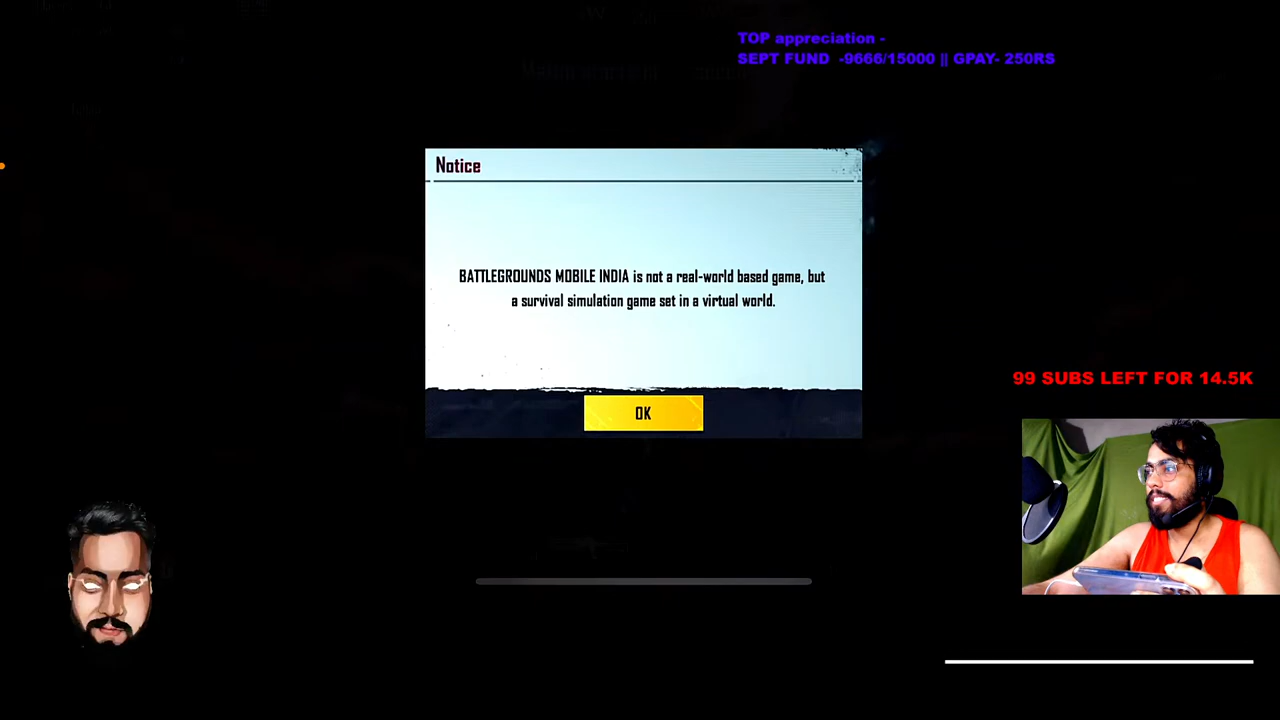 TOP appreciation -
SEPT FUND -9666/15000 || GPAY- 250RS
Notice
BATTLEGROUNDS MOBILE INDIA is not a real-world based game, but
a survival simulation game set in a virtual world.
OK
99 SUBS LEFT FOR 14.5K